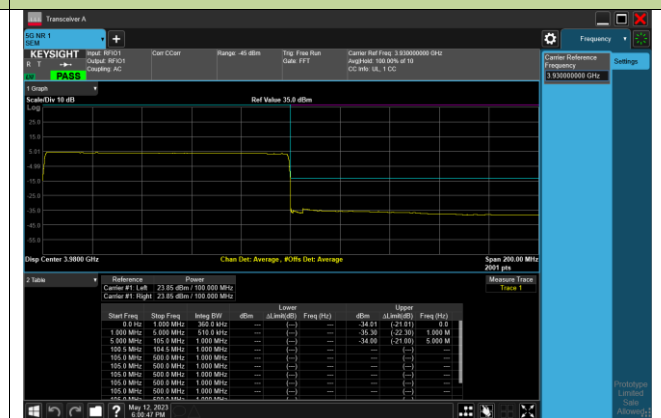 Transceiver A
5G NR 1
SEM
Frequency
KEYSIGHT
Input: RFIO1
Output: RFIO1
Coupling: AC
Corr CCorr
Range: -45 dBm
Trig: Free Run
Gate: FFT
Carrier Ref Freq: 3.930000000 GHz
Avg|Hold: 100.00% of 10
CC Info: UL, 1 CC
R T
PASS
Carrier Reference
Frequency
3.930000000 GHz
Settings
1 Graph
Scale/Div 10 dB
Ref Value 35.0 dBm
Log
25.0
15.0
5.01
-4.99
-15.0
-25.0
-35.0
-45.0
-55.0
Disp Center 3.9800 GHz
Chan Det: Average, #Offs Det: Average
Span 200.00 MHz
2001 pts
2 Table
Reference Power
Carrier #1: Left 23.85 dBm / 100.000 MHz
Carrier #1: Right 23.85 dBm / 100.000 MHz
Measure Trace
Trace 1
Lower Upper
Start Freq Stop Freq Integ BW dBm ΔLimit(dB) Freq (Hz) dBm ΔLimit(dB) Freq (Hz)
0.0 Hz 1.000 MHz 360.0 kHz --- (---) --- -34.01 (-21.01) 0.0
1.000 MHz 5.000 MHz 510.0 kHz --- (---) --- -35.30 (-22.30) 1.000 M
5.000 MHz 105.0 MHz 1.000 MHz --- (---) --- -34.00 (-21.00) 5.000 M
100.5 MHz 104.5 MHz 1.000 MHz --- (---) --- --- (---) ---
105.0 MHz 500.0 MHz 1.000 MHz --- (---) --- --- (---) ---
105.0 MHz 500.0 MHz 1.000 MHz --- (---) --- --- (---) ---
105.0 MHz 500.0 MHz 1.000 MHz --- (---) --- --- (---) ---
105.0 MHz 500.0 MHz 1.000 MHz --- (---) --- --- (---) ---
105.0 MHz 500.0 MHz 1.000 MHz --- (---) --- --- (---) ---
May 12, 2023
6:00:47 PM
Prototype
Limited
Sale
Allowed